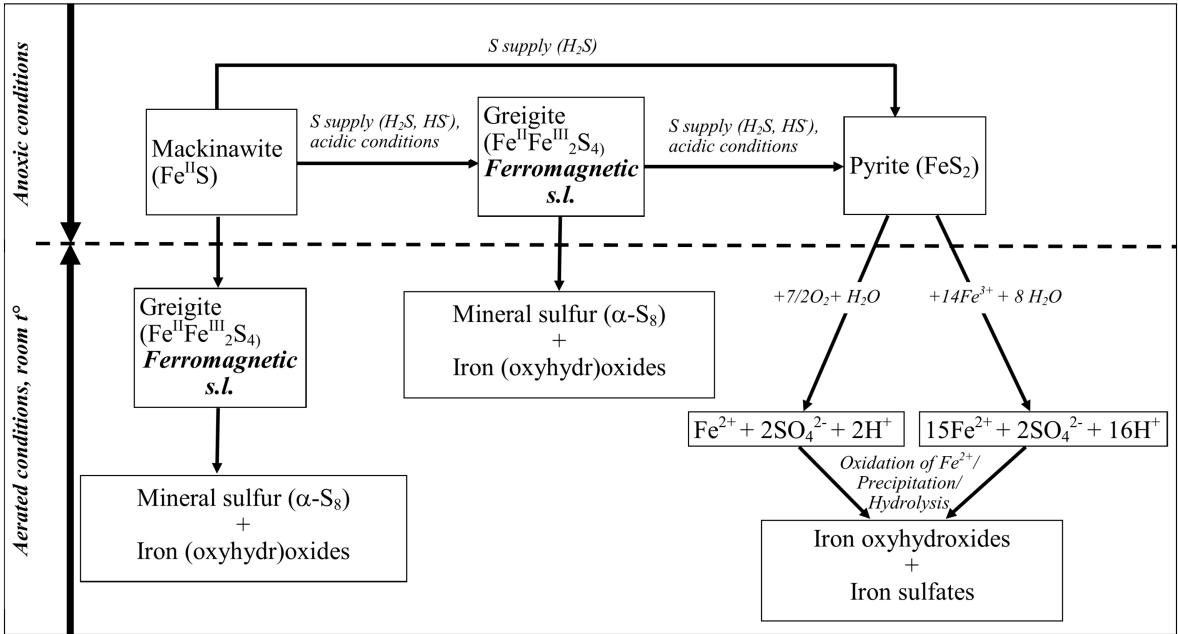 Anoxic conditions
S supply (H₂S)
Mackinawite
(FeᴵᴵS)
S supply (H₂S, HS⁻),
acidic conditions
Greigite
(FeᴵᴵFeᴵᴵᴵ₂S₄)
Ferromagnetic
s.l.
S supply (H₂S, HS⁻),
acidic conditions
Pyrite (FeS₂)
Aerated conditions, room t°
Greigite
(FeᴵᴵFeᴵᴵᴵ₂S₄)
Ferromagnetic
s.l.
Mineral sulfur (α-S₈)
+
Iron (oxyhydr)oxides
Mineral sulfur (α-S₈)
+
Iron (oxyhydr)oxides
+7/2O₂+ H₂O
+14Fe³⁺ + 8 H₂O
Fe²⁺ + 2SO₄²⁻ + 2H⁺
15Fe²⁺ + 2SO₄²⁻ + 16H⁺
Oxidation of Fe²⁺/
Precipitation/
Hydrolysis
Iron oxyhydroxides
+
Iron sulfates